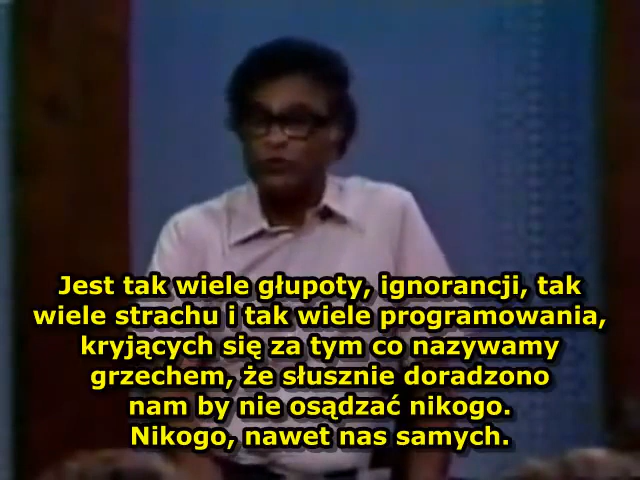 Jest tak wiele głupoty, ignorancji, tak
wiele strachu i tak wiele programowania,
kryjących się za tym co nazywamy
grzechem, że słusznie doradzono
nam by nie osądzać nikogo.
Nikogo, nawet nas samych.